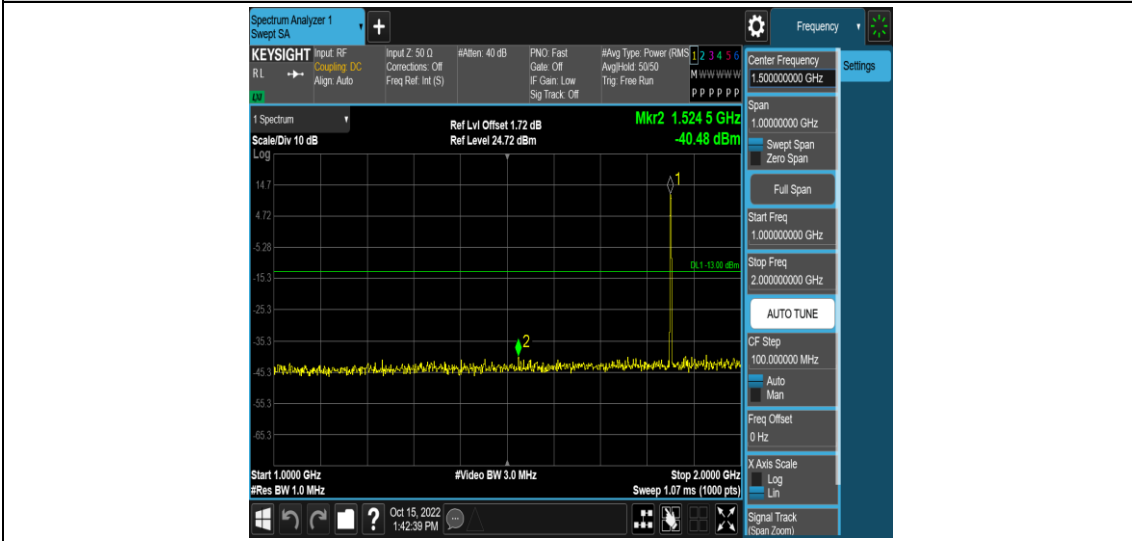 Spectrum Analyzer 1
Swept SA
+
Frequency
KEYSIGHT
RL
Input: RF
Coupling: DC
Align: Auto
Input Z: 50 Ω
Corrections: Off
Freq Ref: Int (S)
#Atten: 40 dB
PNO: Fast
Gate: Off
IF Gain: Low
Sig Track: Off
#Avg Type: Power (RMS
Avg|Hold: 50/50
Trig: Free Run
1 2 3 4 5 6
M W W W W W
P P P P P P
1 Spectrum
Scale/Div 10 dB
Log
Ref Lvl Offset 1.72 dB
Ref Level 24.72 dBm
Mkr2 1.524 5 GHz
-40.48 dBm
14.7
4.72
-5.28
-15.3
-25.3
-35.3
-45.3
-55.3
-65.3
1
DL1 -13.00 dBm
2
Start 1.0000 GHz
#Res BW 1.0 MHz
#Video BW 3.0 MHz
Stop 2.0000 GHz
Sweep 1.07 ms (1000 pts)
Center Frequency
1.500000000 GHz
Settings
Span
1.00000000 GHz
Swept Span
Zero Span
Full Span
Start Freq
1.000000000 GHz
Stop Freq
2.000000000 GHz
AUTO TUNE
CF Step
100.000000 MHz
Auto
Man
Freq Offset
0 Hz
X Axis Scale
Log
Lin
Signal Track
(Span Zoom)
?
Oct 15, 2022
1:42:39 PM